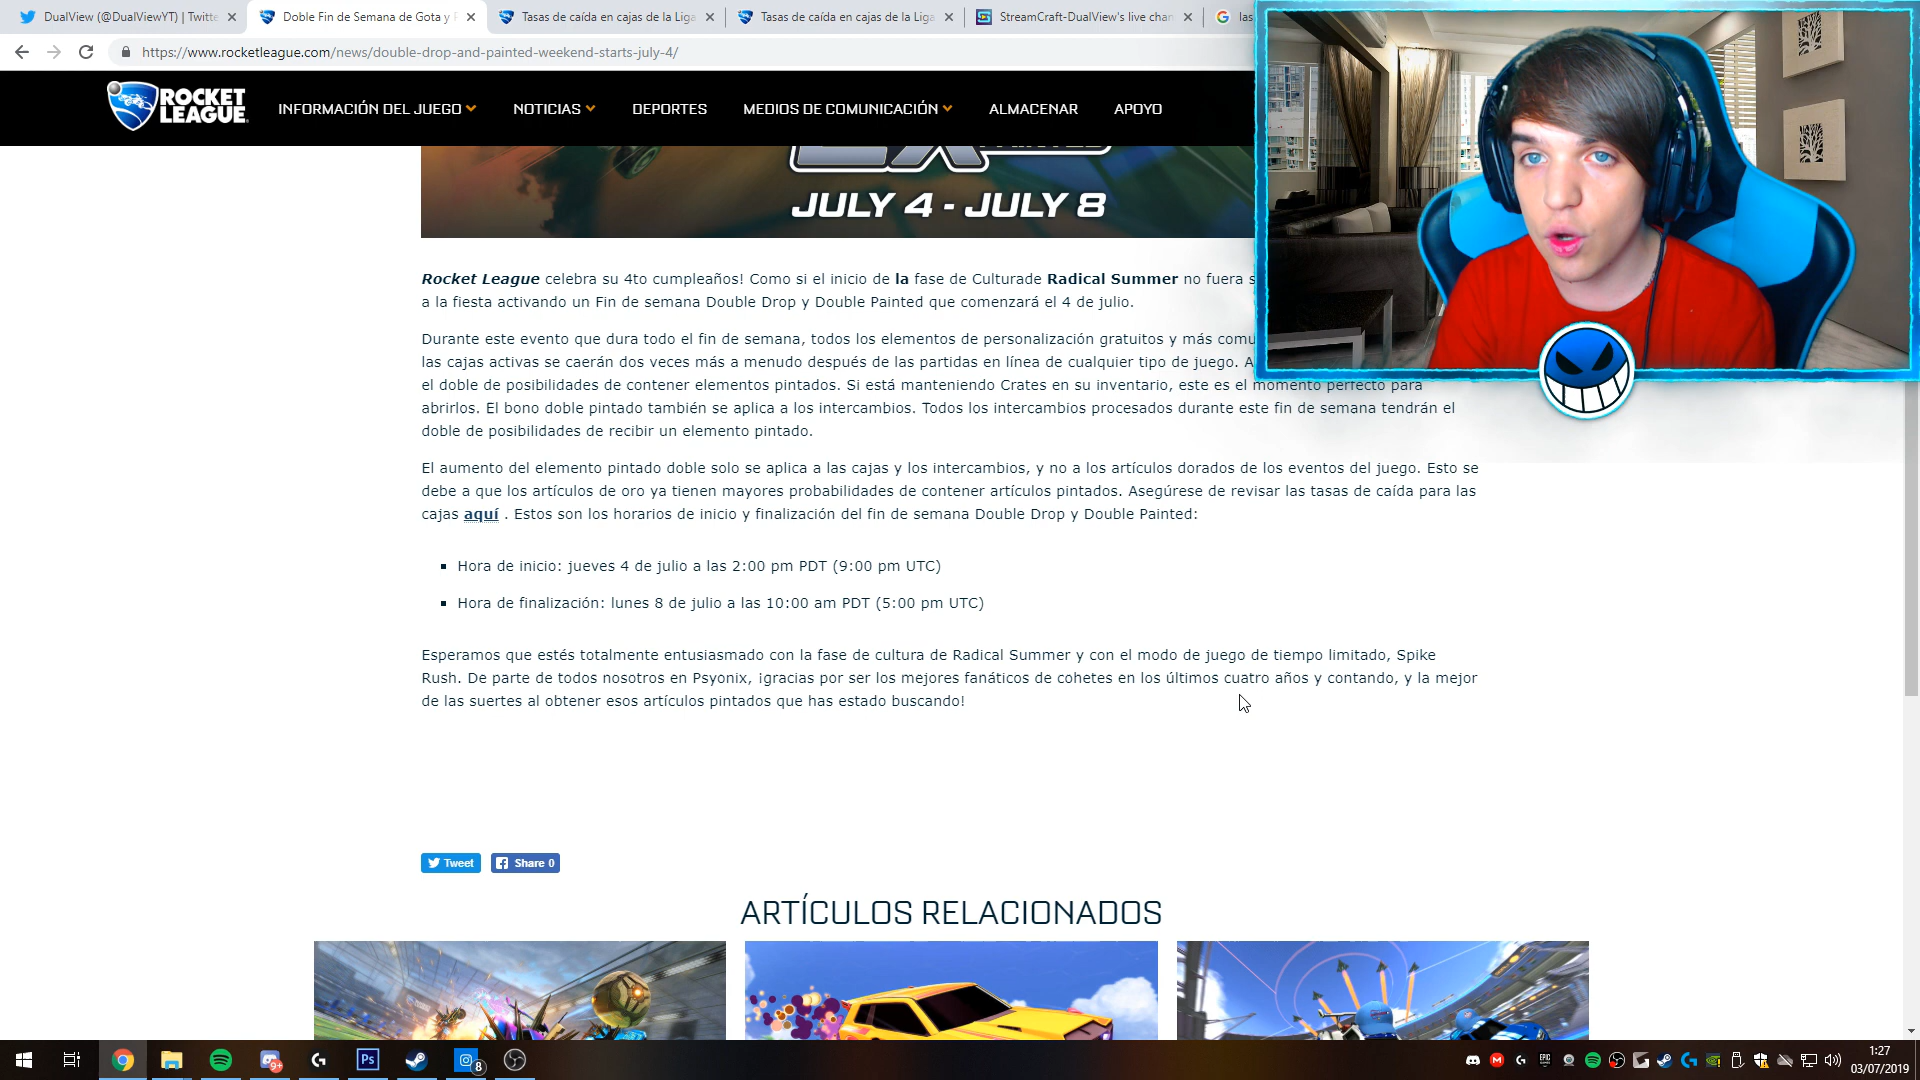 DualView (@DualViewYT) | Twitte
Doble Fin de Semana de Gota y
Tasas de caída en cajas de la Liga
Tasas de caída en cajas de la Liga
StreamCraft-DualView's live chan
las
https://www.rocketleague.com/news/double-drop-and-painted-weekend-starts-july-4/
ROCKET
LEAGUE
INFORMACIÓN DEL JUEGO
NOTICIAS
DEPORTES
MEDIOS DE COMUNICACIÓN
ALMACENAR
APOYO
JULY 4 - JULY 8
Rocket League celebra su 4to cumpleaños! Como si el inicio de la fase de Culturade Radical Summer no fuera s
a la fiesta activando un Fin de semana Double Drop y Double Painted que comenzará el 4 de julio.
Durante este evento que dura todo el fin de semana, todos los elementos de personalización gratuitos y más comu
las cajas activas se caerán dos veces más a menudo después de las partidas en línea de cualquier tipo de juego. A
el doble de posibilidades de contener elementos pintados. Si está manteniendo Crates en su inventario, este es el momento perfecto para
abrirlos. El bono doble pintado también se aplica a los intercambios. Todos los intercambios procesados durante este fin de semana tendrán el
doble de posibilidades de recibir un elemento pintado.
El aumento del elemento pintado doble solo se aplica a las cajas y los intercambios, y no a los artículos dorados de los eventos del juego. Esto se
debe a que los artículos de oro ya tienen mayores probabilidades de contener artículos pintados. Asegúrese de revisar las tasas de caída para las
cajas aquí . Estos son los horarios de inicio y finalización del fin de semana Double Drop y Double Painted:
Hora de inicio: jueves 4 de julio a las 2:00 pm PDT (9:00 pm UTC)
Hora de finalización: lunes 8 de julio a las 10:00 am PDT (5:00 pm UTC)
Esperamos que estés totalmente entusiasmado con la fase de cultura de Radical Summer y con el modo de juego de tiempo limitado, Spike
Rush. De parte de todos nosotros en Psyonix, ¡gracias por ser los mejores fanáticos de cohetes en los últimos cuatro años y contando, y la mejor
de las suertes al obtener esos artículos pintados que has estado buscando!
Tweet
Share 0
ARTÍCULOS RELACIONADOS
9+
Ps
8
1:27
03/07/2019